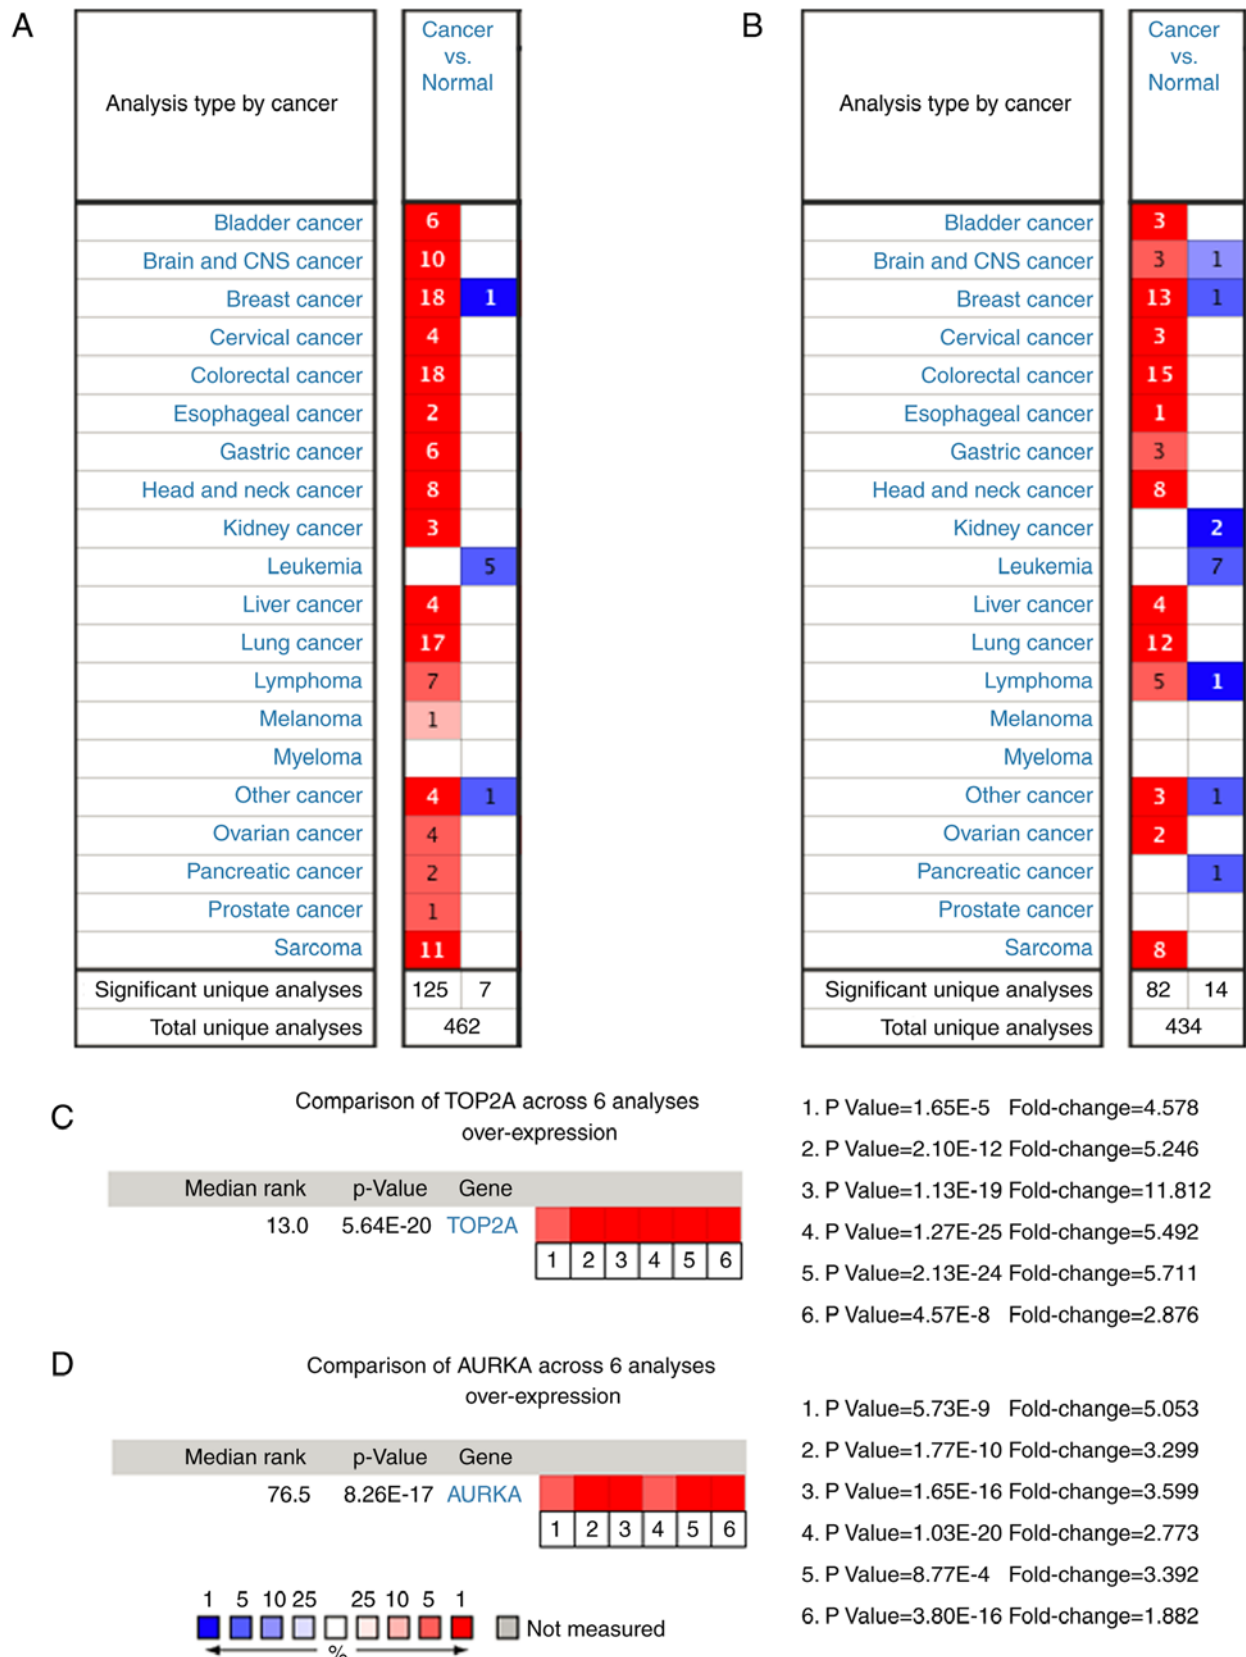 A
Analysis type by cancer
Cancer
vs.
Normal
Bladder cancer 6
Brain and CNS cancer 10
Breast cancer 18 1
Cervical cancer 4
Colorectal cancer 18
Esophageal cancer 2
Gastric cancer 6
Head and neck cancer 8
Kidney cancer 3
Leukemia 5
Liver cancer 4
Lung cancer 17
Lymphoma 7
Melanoma 1
Myeloma
Other cancer 4 1
Ovarian cancer 4
Pancreatic cancer 2
Prostate cancer 1
Sarcoma 11
Significant unique analyses 125 7
Total unique analyses 462
B
Analysis type by cancer
Cancer
vs.
Normal
Bladder cancer 3
Brain and CNS cancer 3 1
Breast cancer 13 1
Cervical cancer 3
Colorectal cancer 15
Esophageal cancer 1
Gastric cancer 3
Head and neck cancer 8
Kidney cancer 2
Leukemia 7
Liver cancer 4
Lung cancer 12
Lymphoma 5 1
Melanoma
Myeloma
Other cancer 3 1
Ovarian cancer 2
Pancreatic cancer 1
Prostate cancer
Sarcoma 8
Significant unique analyses 82 14
Total unique analyses 434
C
Comparison of TOP2A across 6 analyses
over-expression
Median rank p-Value Gene
13.0 5.64E-20 TOP2A
1 2 3 4 5 6
1. P Value=1.65E-5 Fold-change=4.578
2. P Value=2.10E-12 Fold-change=5.246
3. P Value=1.13E-19 Fold-change=11.812
4. P Value=1.27E-25 Fold-change=5.492
5. P Value=2.13E-24 Fold-change=5.711
6. P Value=4.57E-8 Fold-change=2.876
D
Comparison of AURKA across 6 analyses
over-expression
Median rank p-Value Gene
76.5 8.26E-17 AURKA
1 2 3 4 5 6
1. P Value=5.73E-9 Fold-change=5.053
2. P Value=1.77E-10 Fold-change=3.299
3. P Value=1.65E-16 Fold-change=3.599
4. P Value=1.03E-20 Fold-change=2.773
5. P Value=8.77E-4 Fold-change=3.392
6. P Value=3.80E-16 Fold-change=1.882
1 5 10 25 25 10 5 1
Not measured
%